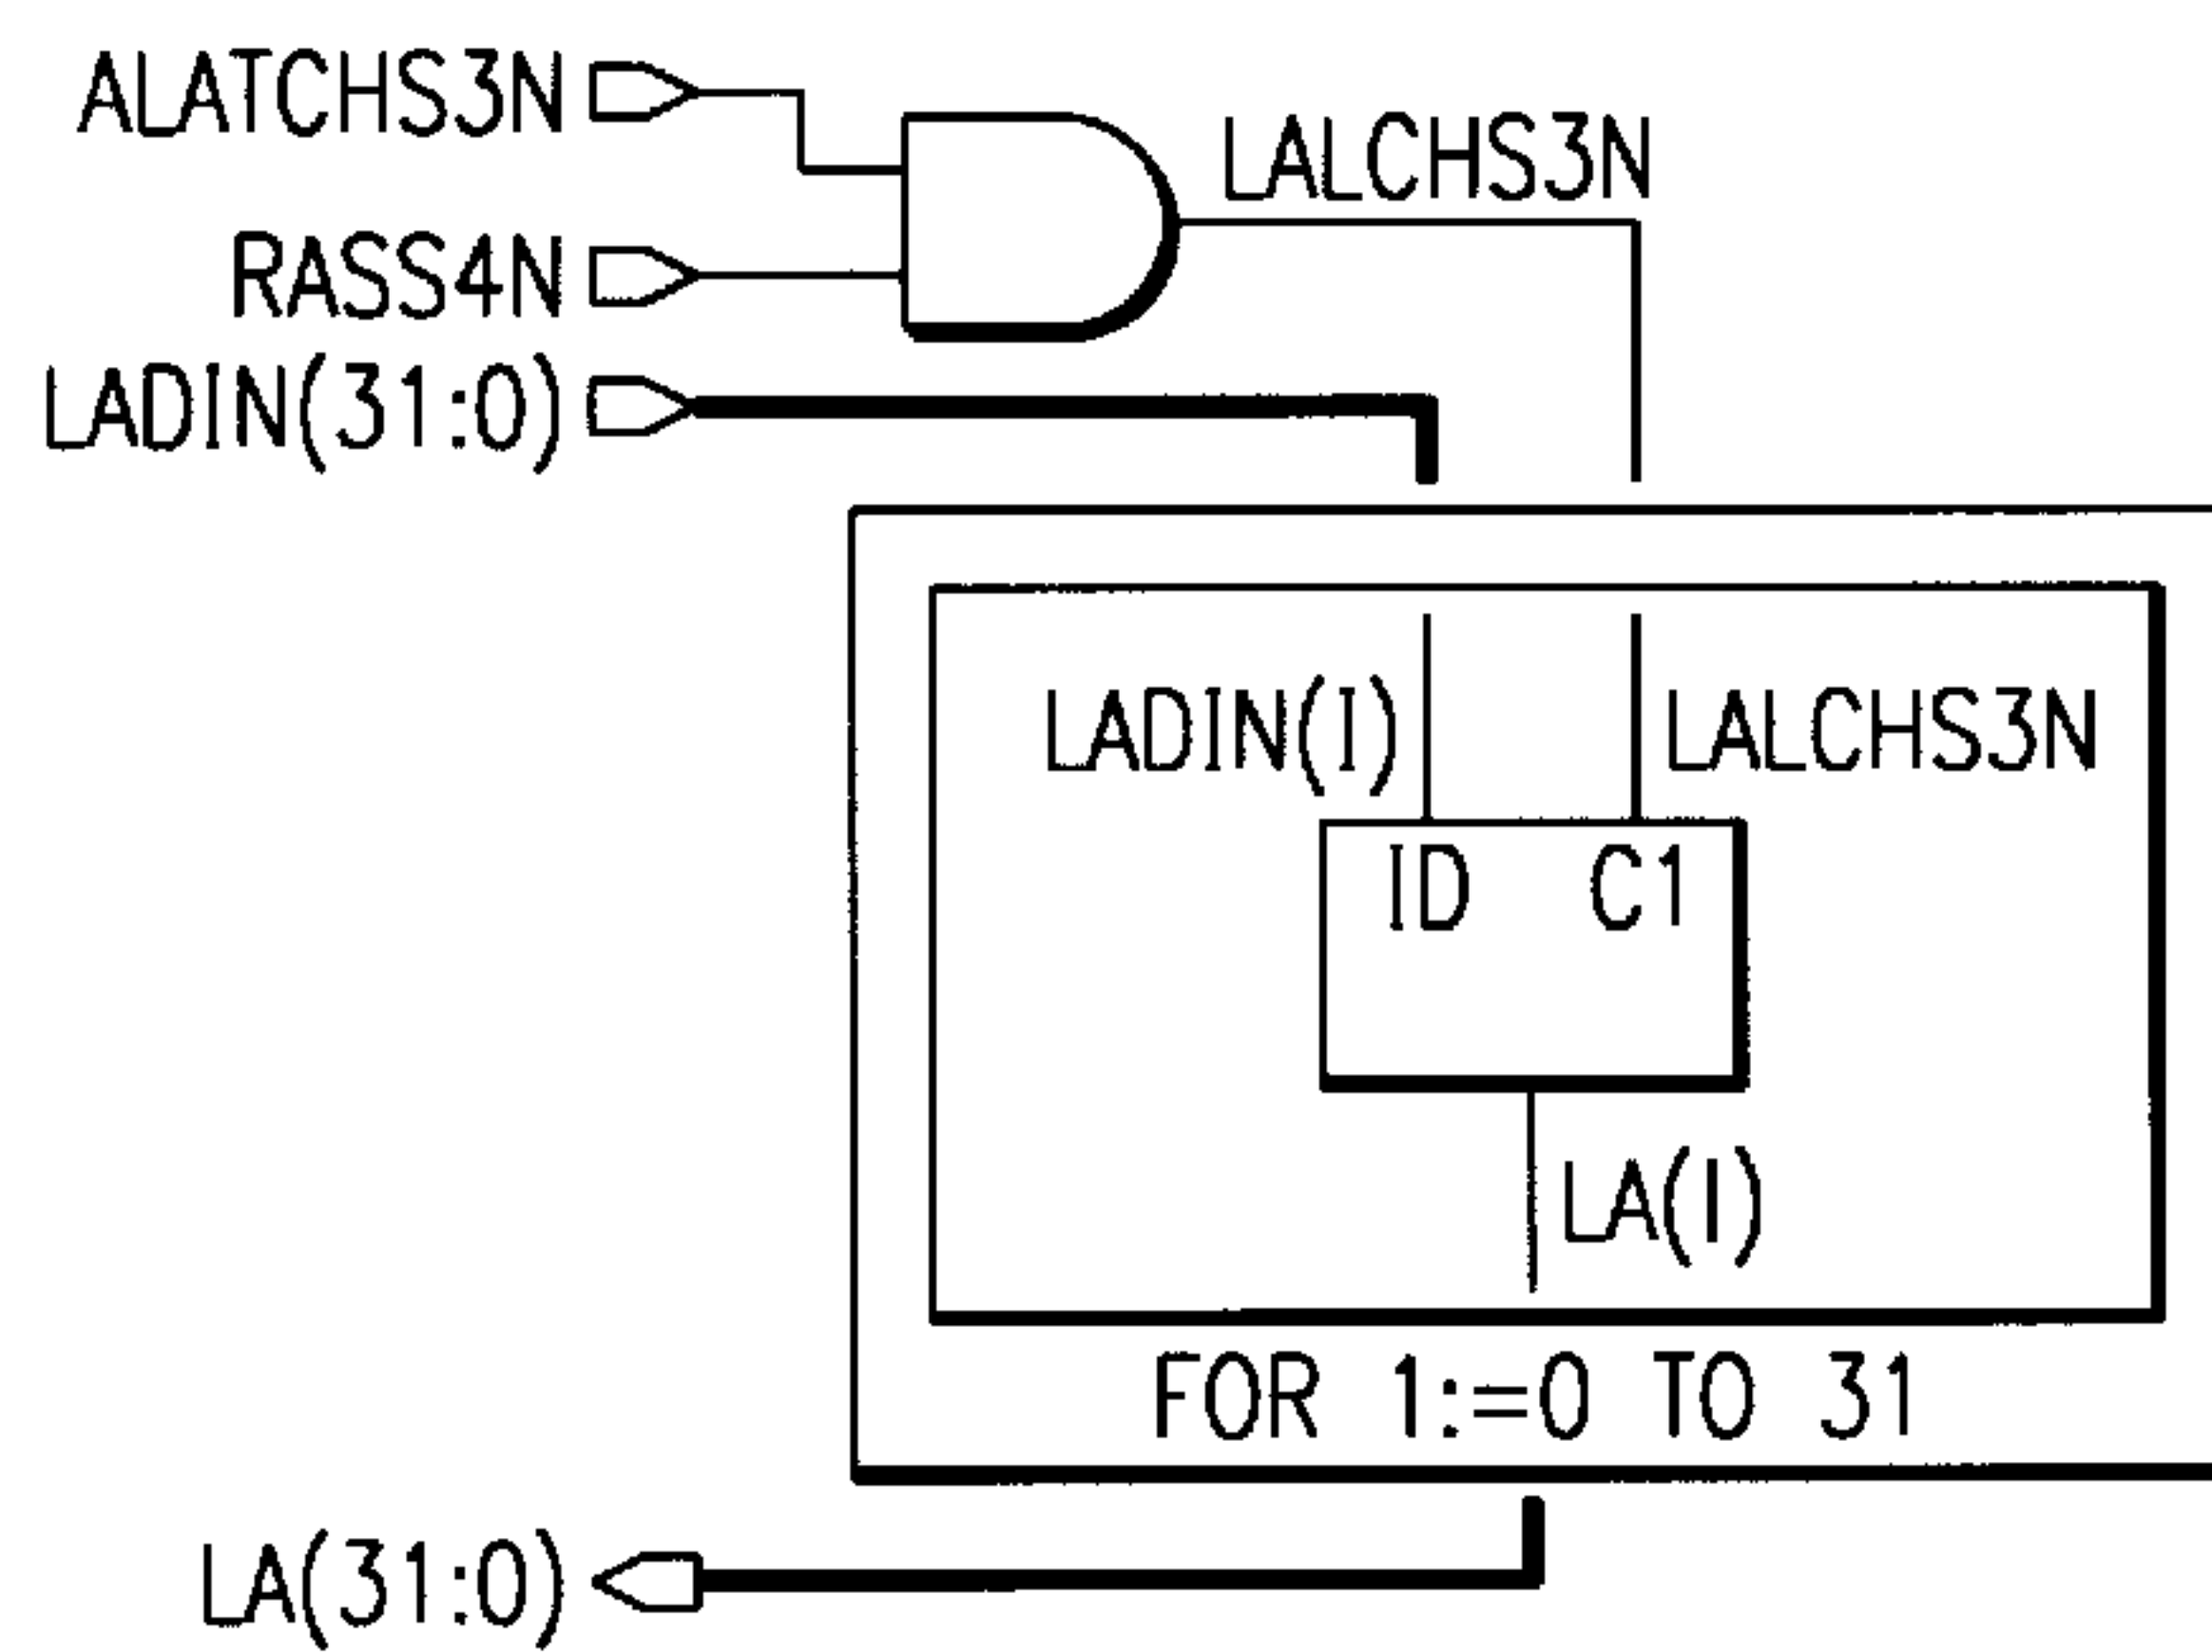 ALATCHS3N
LALCHS3N
RASS4N
LADIN(31:0)
LADIN(I) LALCHS3N
ID C1
LA(I)
FOR 1:=0 TO 31
LA(31:0)